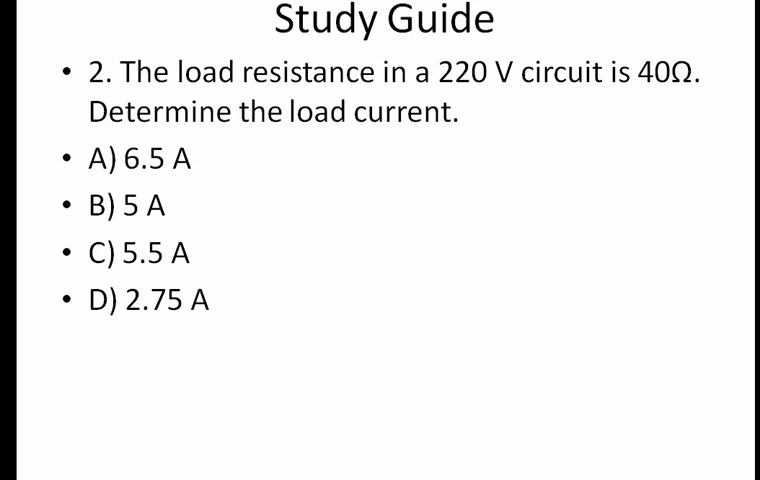 Study Guide
• 2. The load resistance in a 220 V circuit is 40Ω.
Determine the load current.
• A) 6.5 A
• B) 5 A
• C) 5.5 A
• D) 2.75 A